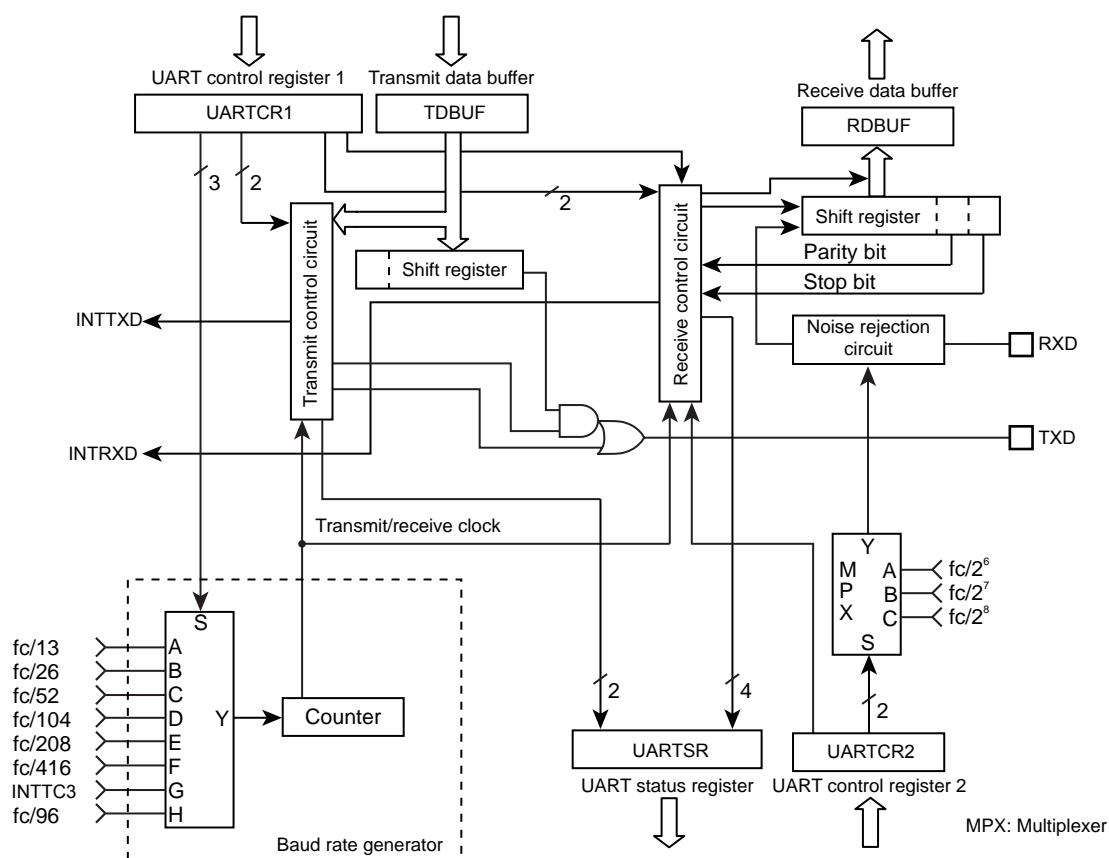 UART control register 1
Transmit data buffer
Receive data buffer
UARTCR1
TDBUF
RDBUF
3
2
2
Transmit control circuit
Shift register
Receive control circuit
Shift register
Parity bit
Stop bit
INTTXD
Noise rejection
circuit
RXD
INTRXD
TXD
Transmit/receive clock
Y
M
P
X
A
B
C
S
fc/2⁶
fc/2⁷
fc/2⁸
S
fc/13
A
fc/26
B
fc/52
C
fc/104
D
fc/208
E
fc/416
F
INTTC3
G
fc/96
H
Y
Counter
2
4
2
UARTSR
UARTCR2
UART status register
UART control register 2
Baud rate generator
MPX: Multiplexer